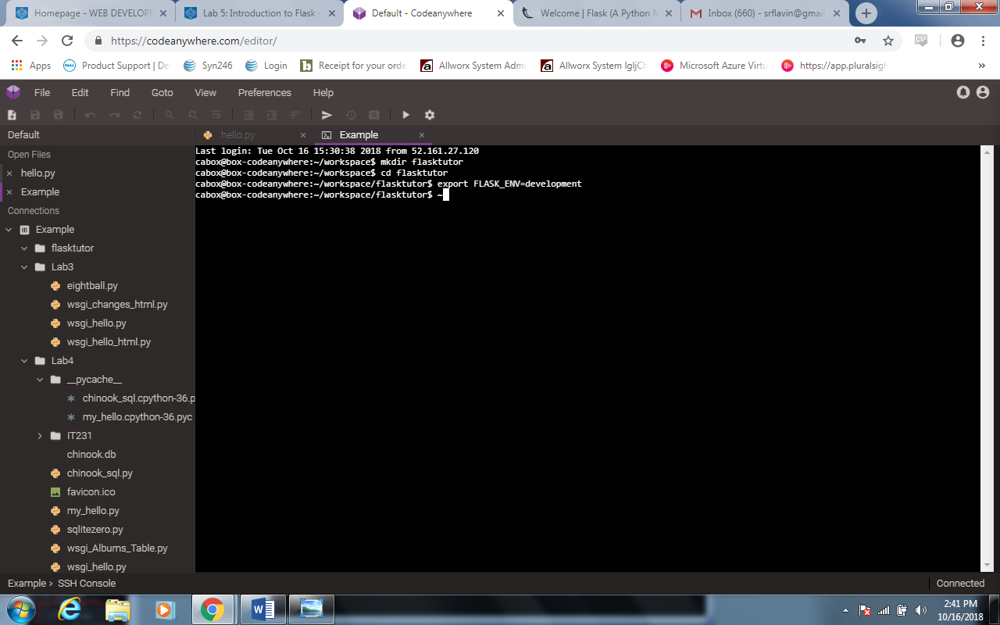 Homepage - WEB DEVELOPM
Lab 5: Introduction to Flask -
Default - Codeanywhere
Welcome | Flask (A Python M
Inbox (660) - srflavin@gmail
https://codeanywhere.com/editor/
Apps
Product Support | De
Syn246
Login
Receipt for your orde
Allworx System Admi
Allworx System IgljCh
Microsoft Azure Virtu
https://app.pluralsigh
File Edit Find Goto View Preferences Help
Default
hello.py
Example
Open Files
hello.py
Example
Connections
Example
flasktutor
Lab3
eightball.py
wsgi_changes_html.py
wsgi_hello.py
wsgi_hello_html.py
Lab4
__pycache__
chinook_sql.cpython-36.p
my_hello.cpython-36.pyc
IT231
chinook.db
chinook_sql.py
favicon.ico
my_hello.py
sqlitezero.py
wsgi_Albums_Table.py
wsgi_hello.py
Last login: Tue Oct 16 15:30:38 2018 from 52.161.27.120
cabox@box-codeanywhere:~/workspace$ mkdir flasktutor
cabox@box-codeanywhere:~/workspace$ cd flasktutor
cabox@box-codeanywhere:~/workspace/flasktutor$ export FLASK_ENV=development
cabox@box-codeanywhere:~/workspace/flasktutor$ ~
Example › SSH Console
Connected
2:41 PM
10/16/2018